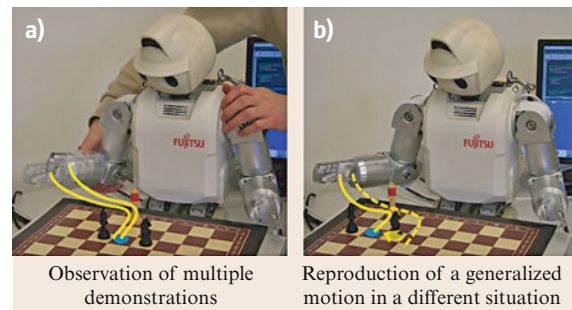 a)
FUJITSU
Observation of multiple
demonstrations
b)
FUJITSU
Reproduction of a generalized
motion in a different situation